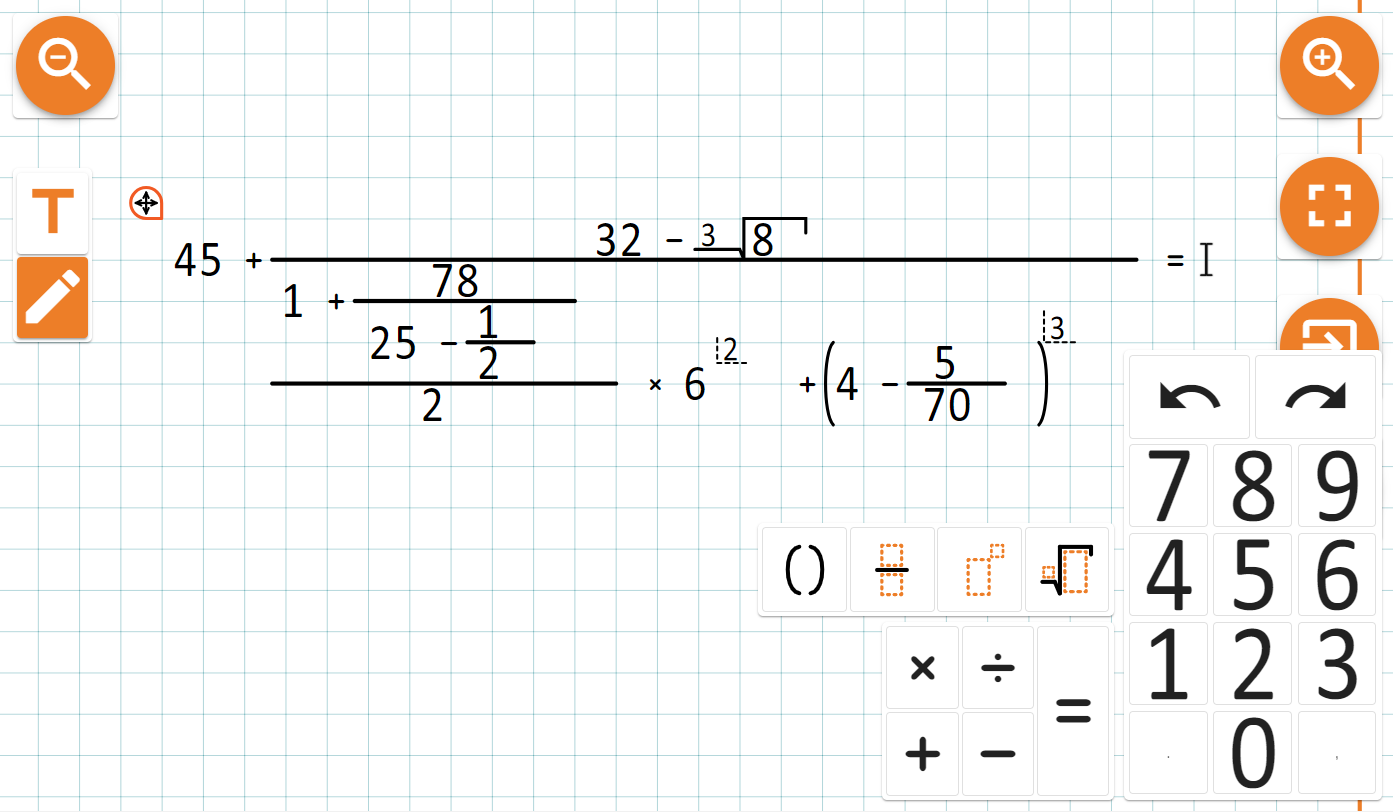 45 + (32 − ³√8) / ( (1 + 78 / (25 − 1/2)) / 2 × 6² + (4 − 5/70)³ ) =
T
7 8 9
4 5 6
1 2 3
. 0 ,
()
× ÷
+ − =